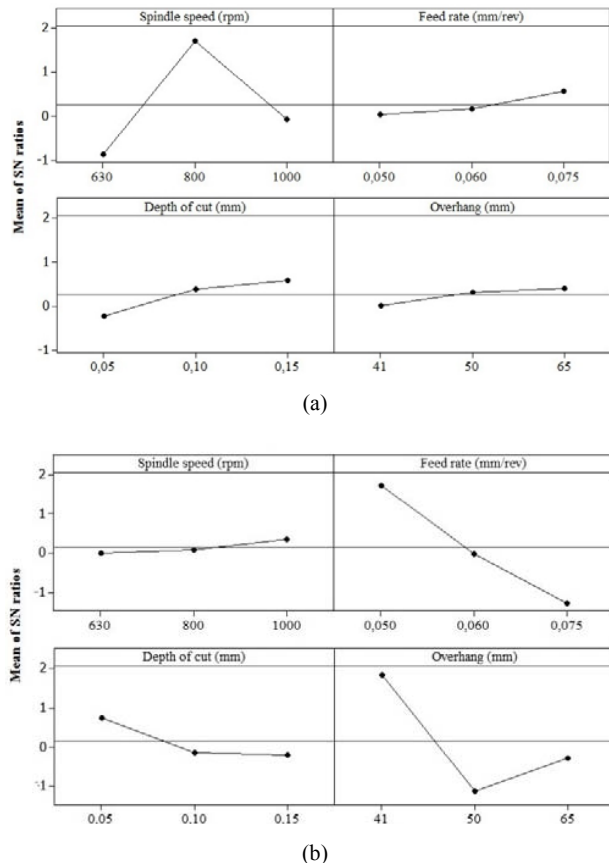 Spindle speed (rpm) Feed rate (mm/rev)
2
1
0
-1
630 800 1000 0,050 0,060 0,075
Depth of cut (mm) Overhang (mm)
2
1
0
-1
0,05 0,10 0,15 41 50 65
Mean of SN ratios
(a)
Spindle speed (rpm) Feed rate (mm/rev)
2
1
0
-1
630 800 1000 0,050 0,060 0,075
Depth of cut (mm) Overhang (mm)
2
1
0
-1
0.05 0.10 0.15 41 50 65
Mean of SN ratios
(b)